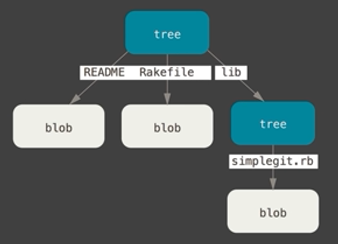 tree
README Rakefile lib
blob blob tree
simplegit.rb
blob